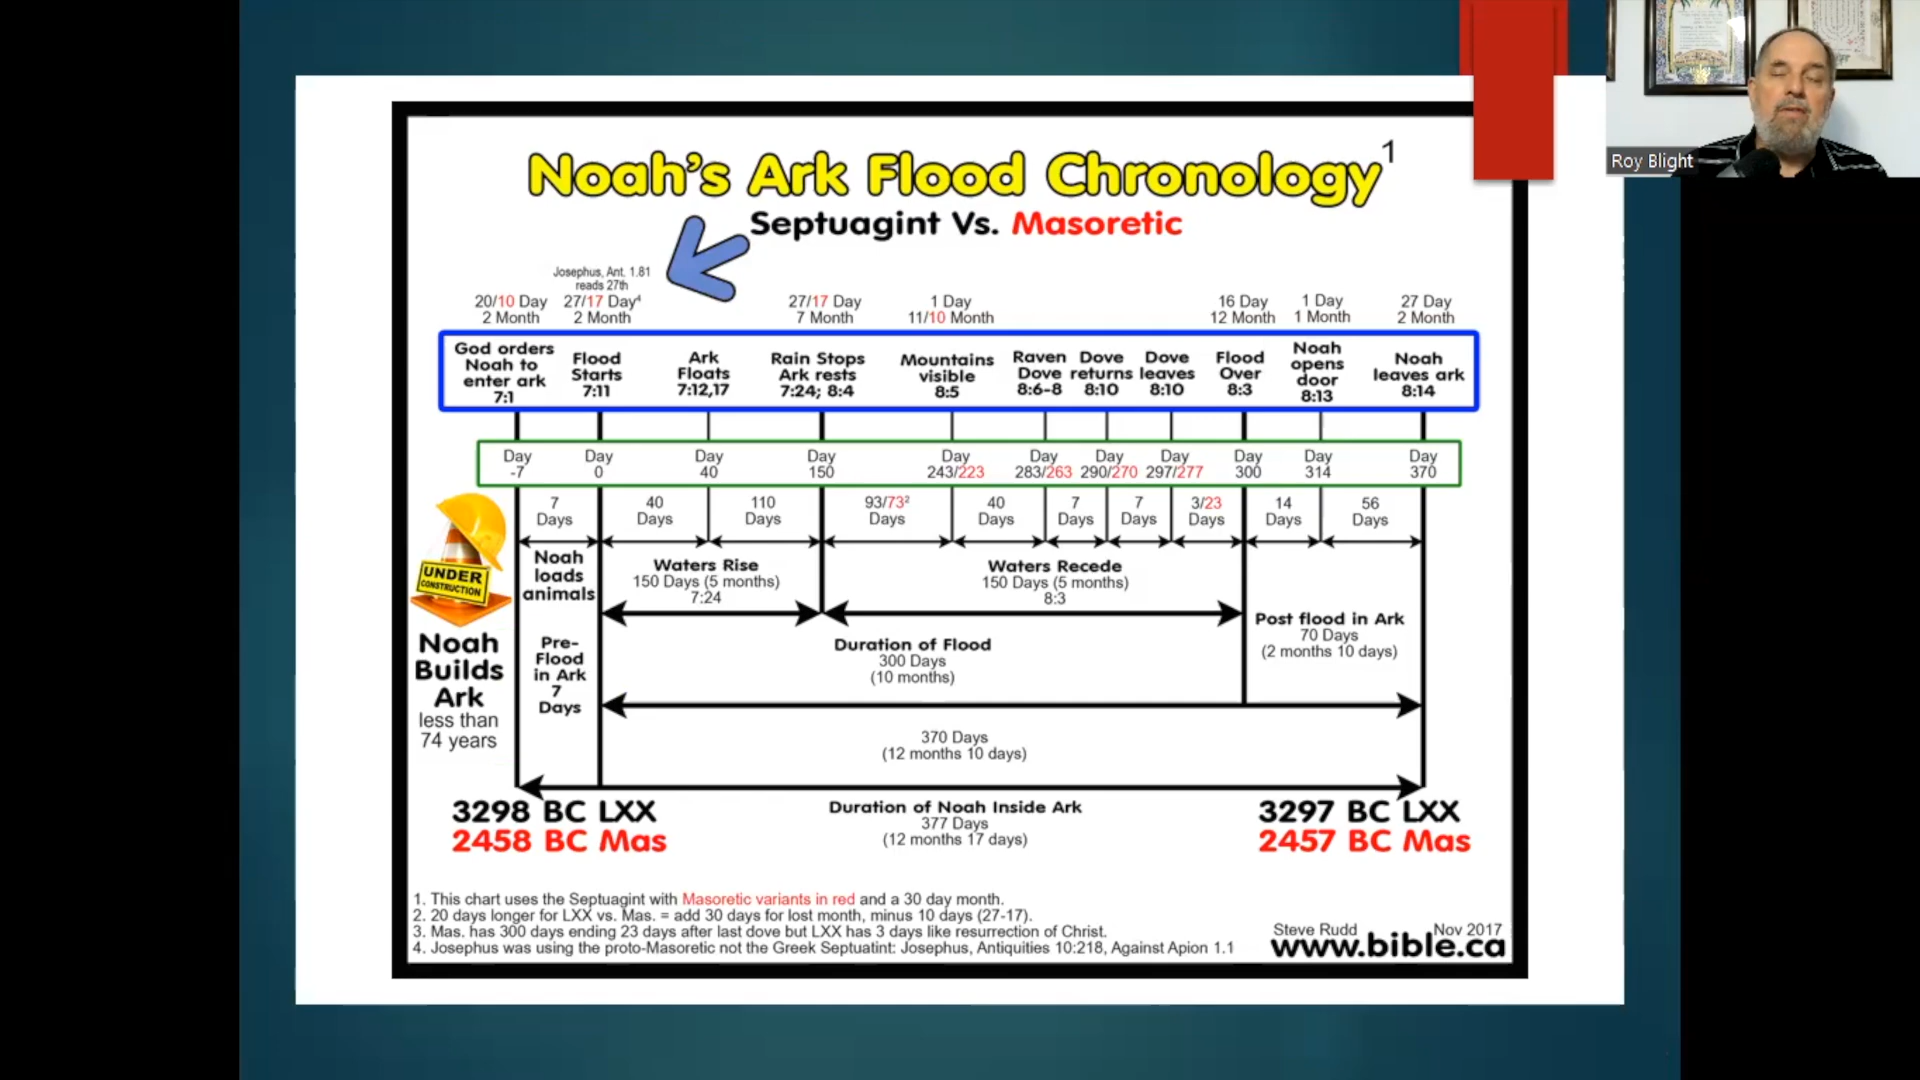 Roy Blight
Noah's Ark Flood Chronology 1
Septuagint Vs. Masoretic
Josephus, Ant. 1.81
reads 27th
20/10 Day
2 Month
27/17 Day4
2 Month
27/17 Day
7 Month
1 Day
11/10 Month
16 Day
12 Month
1 Day
1 Month
27 Day
2 Month
God orders
Noah to
enter ark
7:1
Flood
Starts
7:11
Ark
Floats
7:12,17
Rain Stops
Ark rests
7:24; 8:4
Mountains
visible
8:5
Raven
Dove
8:6-8
Dove
returns
8:10
Dove
leaves
8:10
Flood
Over
8:3
Noah
opens
door
8:13
Noah
leaves ark
8:14
Day
-7
Day
0
Day
40
Day
150
Day
243/223
Day
283/263
Day
290/270
Day
297/277
Day
300
Day
314
Day
370
7
Days
40
Days
110
Days
93/73²
Days
40
Days
7
Days
7
Days
3/23
Days
14
Days
56
Days
UNDER
CONSTRUCTION
Noah
Builds
Ark
less than
74 years
Noah
loads
animals
Pre-
Flood
in Ark
7
Days
Waters Rise
150 Days (5 months)
7:24
Waters Recede
150 Days (5 months)
8:3
Duration of Flood
300 Days
(10 months)
Post flood in Ark
70 Days
(2 months 10 days)
370 Days
(12 months 10 days)
3298 BC LXX
2458 BC Mas
Duration of Noah Inside Ark
377 Days
(12 months 17 days)
3297 BC LXX
2457 BC Mas
1. This chart uses the Septuagint with Masoretic variants in red and a 30 day month.
2. 20 days longer for LXX vs. Mas. = add 30 days for lost month, minus 10 days (27-17).
3. Mas. has 300 days ending 23 days after last dove but LXX has 3 days like resurrection of Christ.
4. Josephus was using the proto-Masoretic not the Greek Septuatint: Josephus, Antiquities 10:218, Against Apion 1.1
Steve Rudd Nov 2017
www.bible.ca